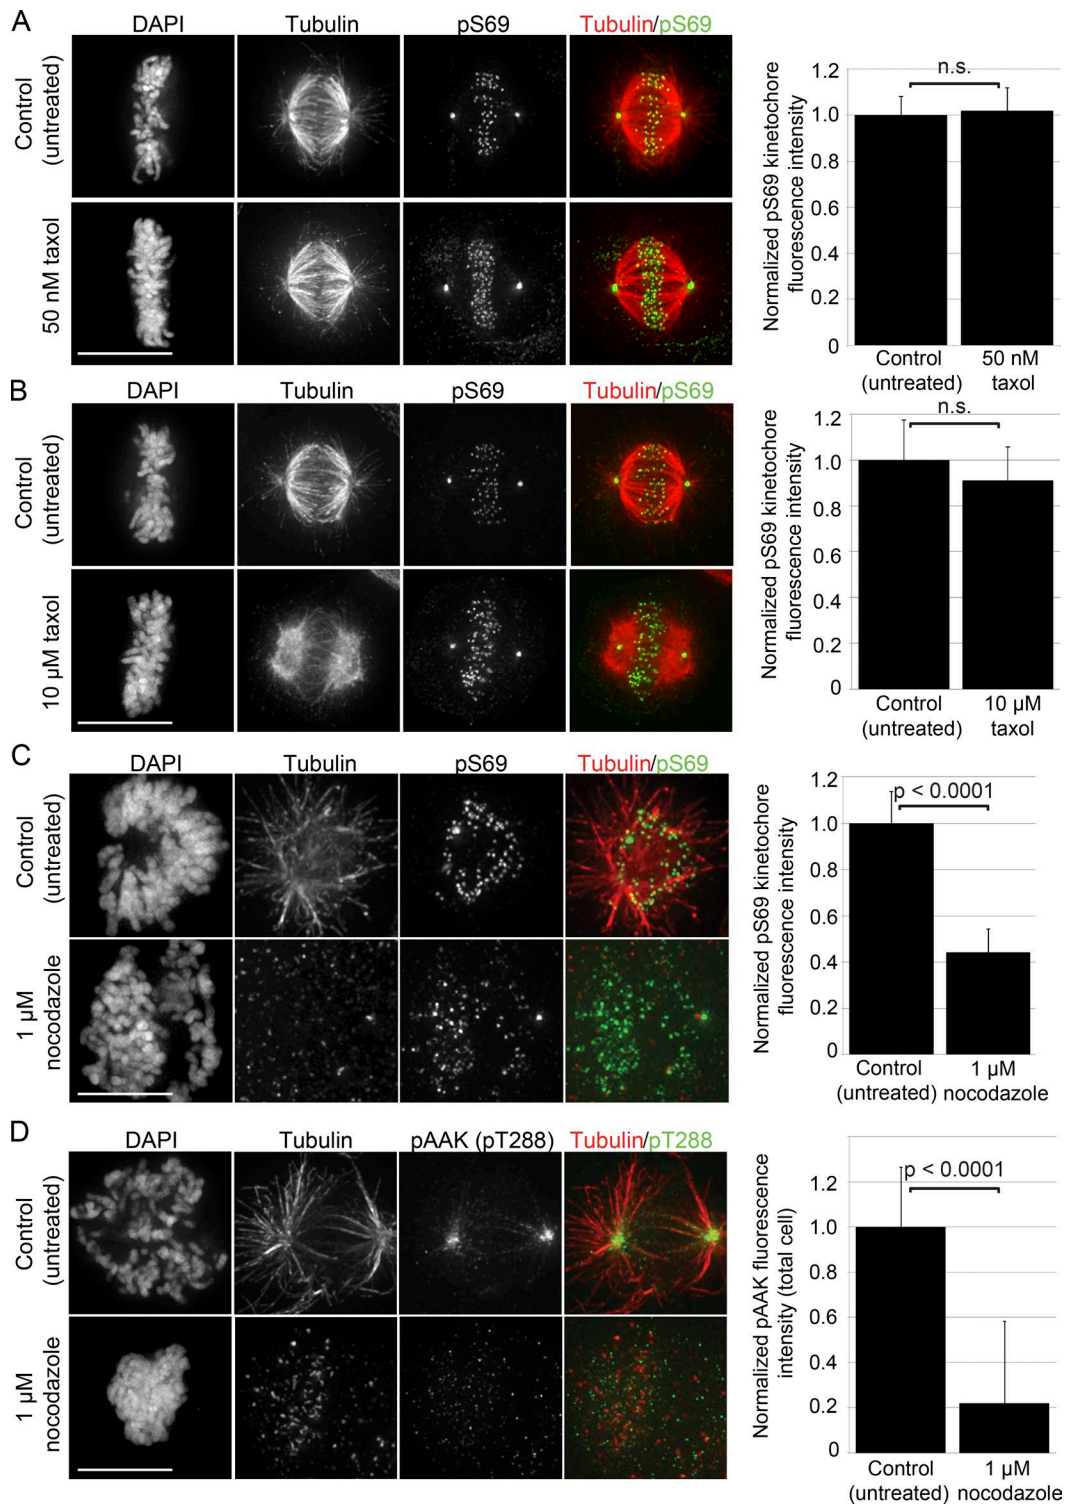 A
DAPI Tubulin pS69 Tubulin/pS69
Control
(untreated)
50 nM taxol
Normalized pS69 kinetochore
fluorescence intensity
1.2
1.0
0.8
0.6
0.4
0.2
0
n.s.
Control
(untreated)
50 nM
taxol
B
DAPI Tubulin pS69 Tubulin/pS69
Control
(untreated)
10 µM taxol
Normalized pS69 kinetochore
fluorescence intensity
1.2
1.0
0.8
0.6
0.4
0.2
0
n.s.
Control
(untreated)
10 µM
taxol
C
DAPI Tubulin pS69 Tubulin/pS69
Control
(untreated)
1 µM
nocodazole
Normalized pS69 kinetochore
fluorescence intensity
1.2
1.0
0.8
0.6
0.4
0.2
0
p < 0.0001
Control
(untreated)
1 µM
nocodazole
D
DAPI Tubulin pAAK (pT288) Tubulin/pT288
Control
(untreated)
1 µM
nocodazole
Normalized pAAK fluorescence
intensity (total cell)
1.2
1.0
0.8
0.6
0.4
0.2
0
p < 0.0001
Control
(untreated)
1 µM
nocodazole